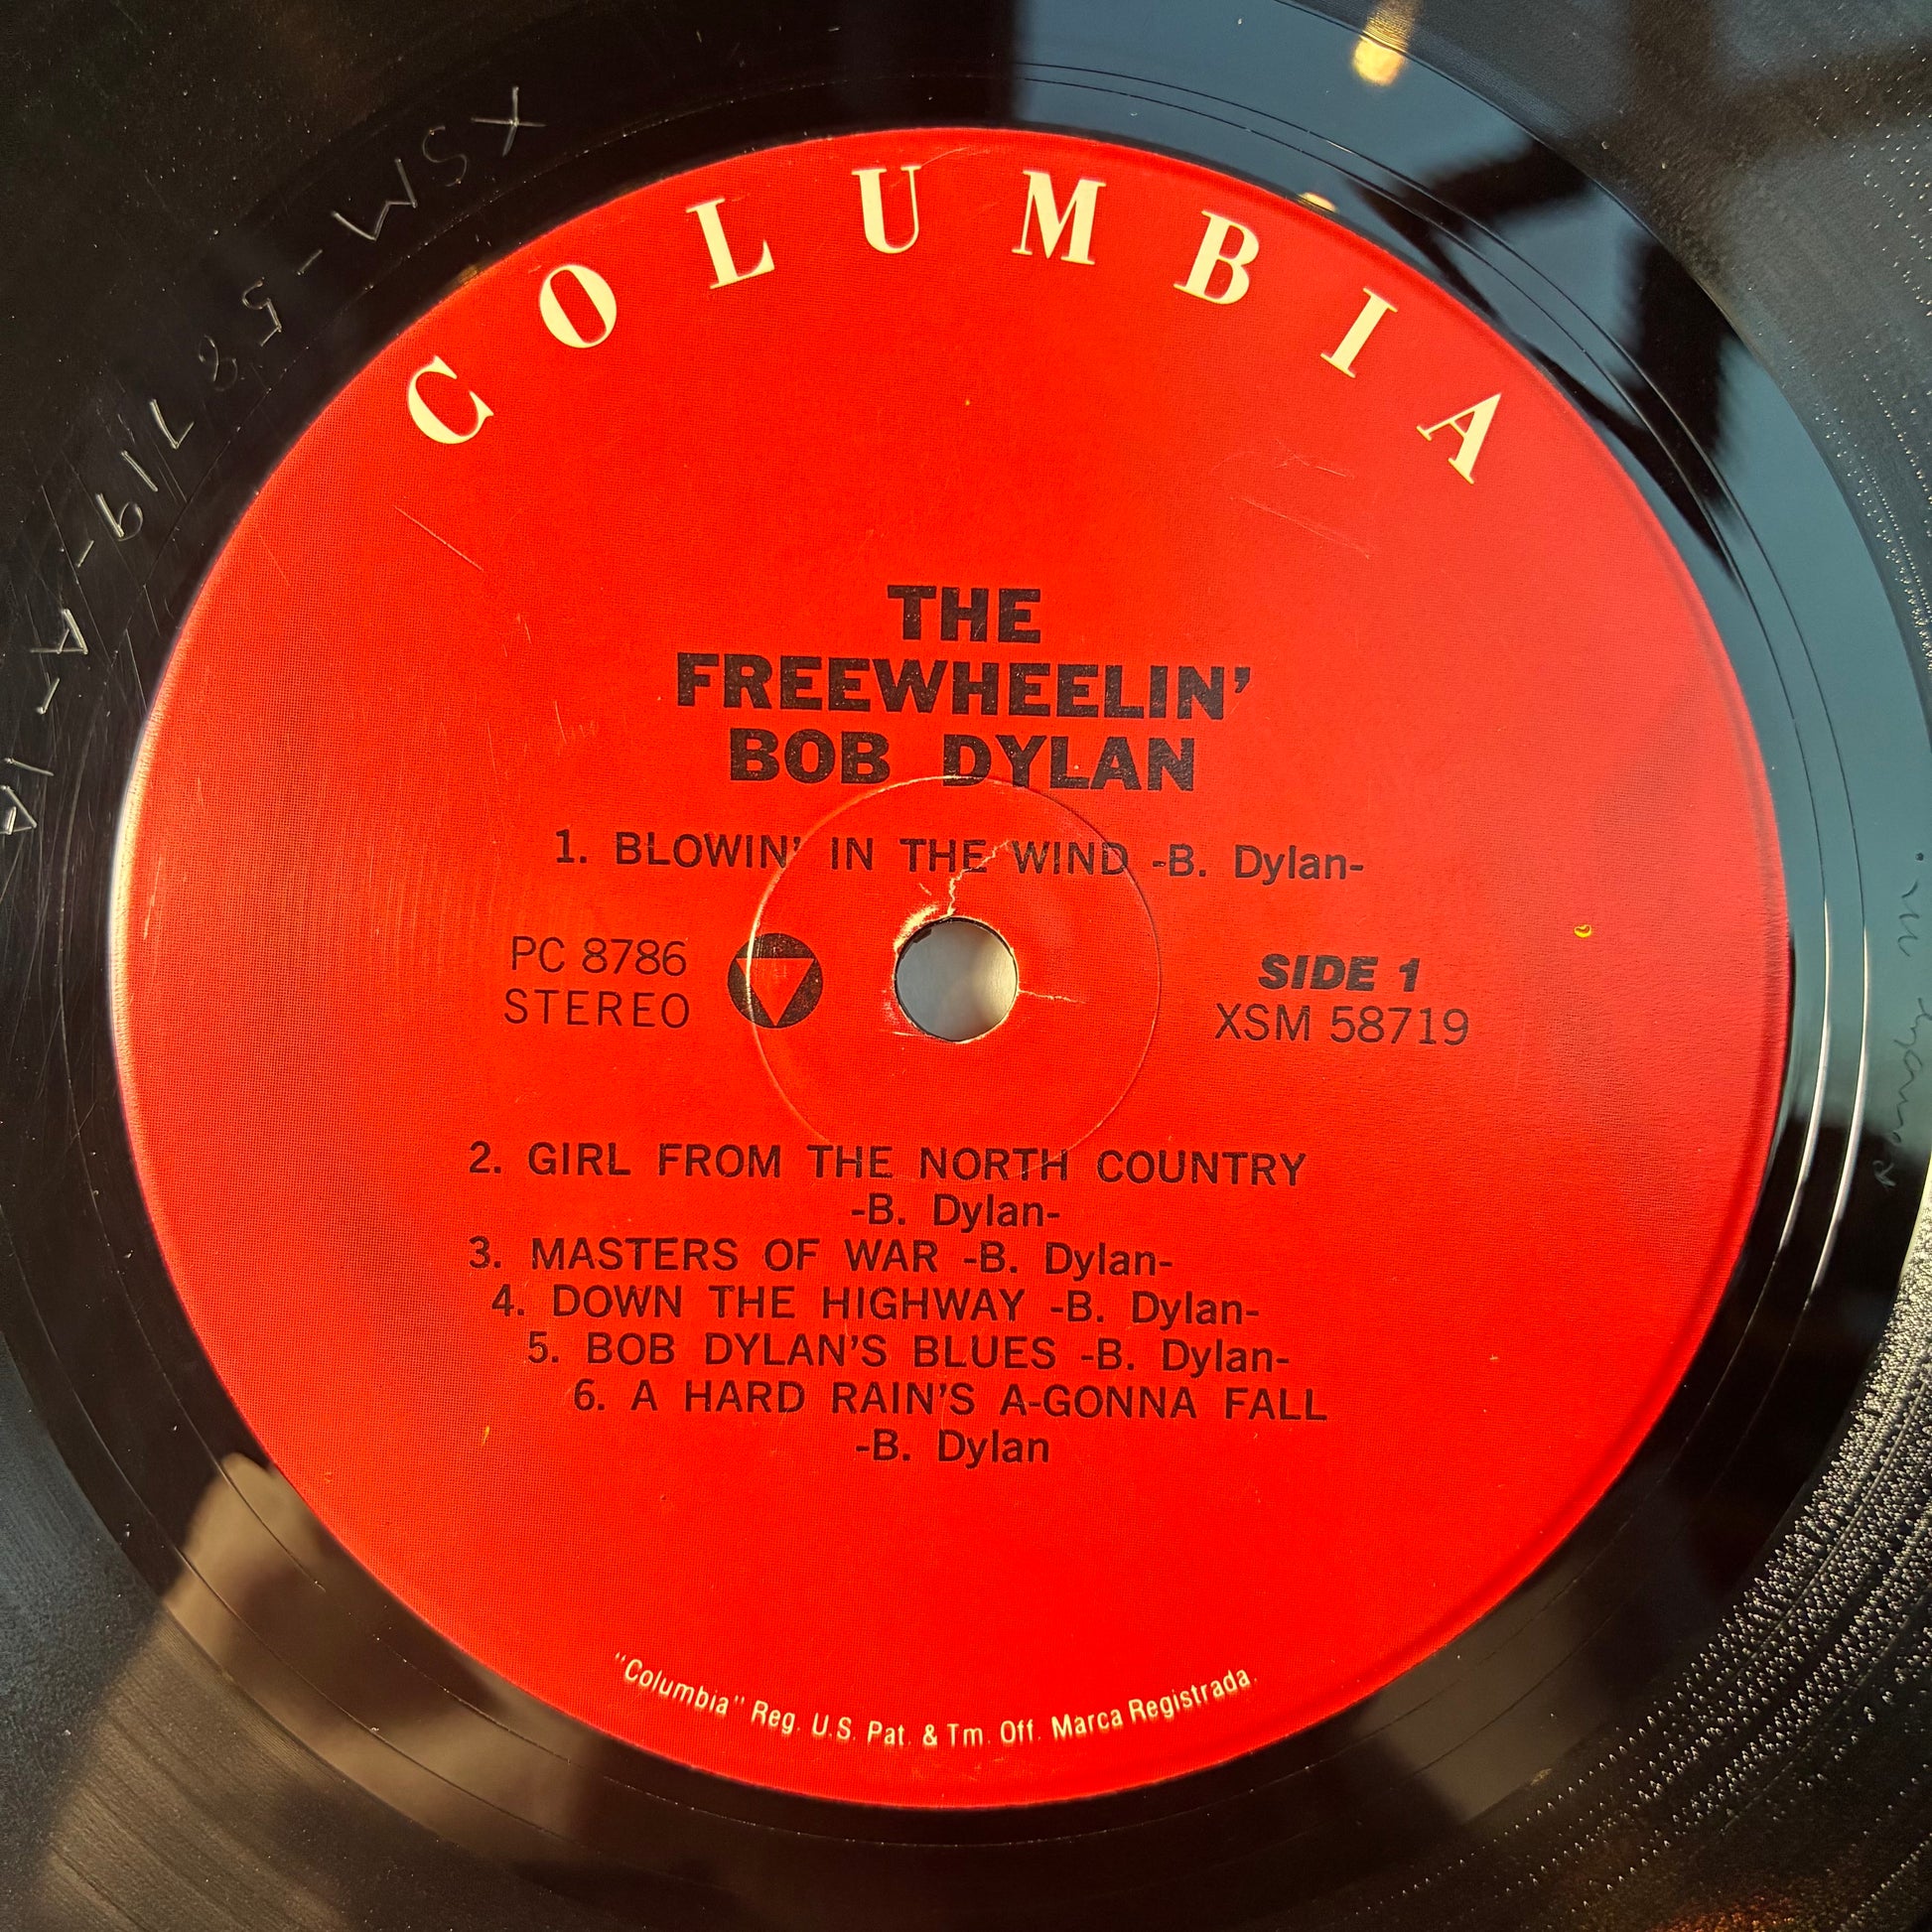 COLUMBIA
THE
FREEWHEELIN'
BOB DYLAN
1. BLOWIN' IN THE WIND -B. Dylan-
PC 8786
STEREO
SIDE 1
XSM 58719
2. GIRL FROM THE NORTH COUNTRY
-B. Dylan-
3. MASTERS OF WAR -B. Dylan-
4. DOWN THE HIGHWAY -B. Dylan-
5. BOB DYLAN'S BLUES -B. Dylan-
6. A HARD RAIN'S A-GONNA FALL
-B. Dylan
"Columbia" Reg. U.S. Pat. & Tm. Off. Marca Registrada.
XSM-58719-